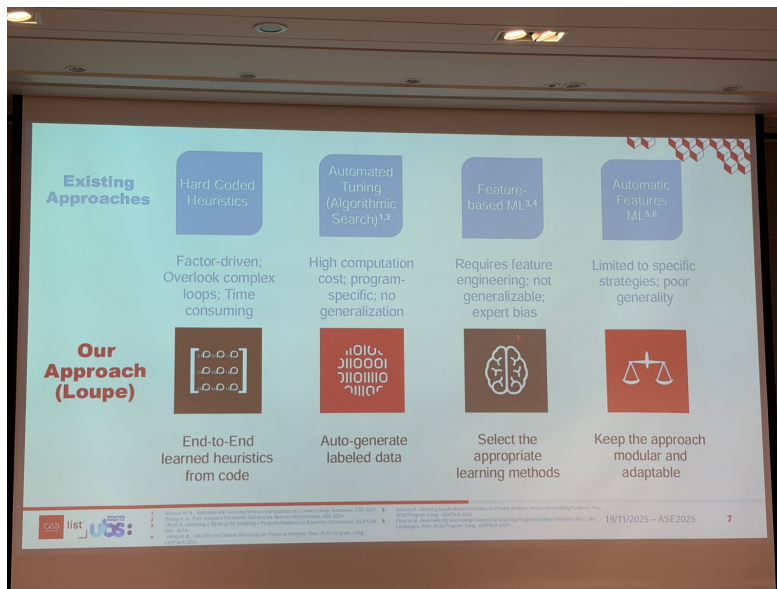 Existing
Approaches
Hard Coded
Heuristics
Automated
Tuning
(Algorithmic
Search)1,2
Feature-
based ML3,4
Automatic
Features
ML5,6
Factor-driven;
Overlook complex
loops; Time
consuming
High computation
cost; program-
specific; no
generalization
Requires feature
engineering; not
generalizable;
expert bias
Limited to specific
strategies; poor
generality
Our
Approach
(Loupe)
End-to-End
learned heuristics
from code
Auto-generate
labeled data
Select the
appropriate
learning methods
Keep the approach
modular and
adaptable
cea
list
ubs:
19/11/2025 – ASE2025
7